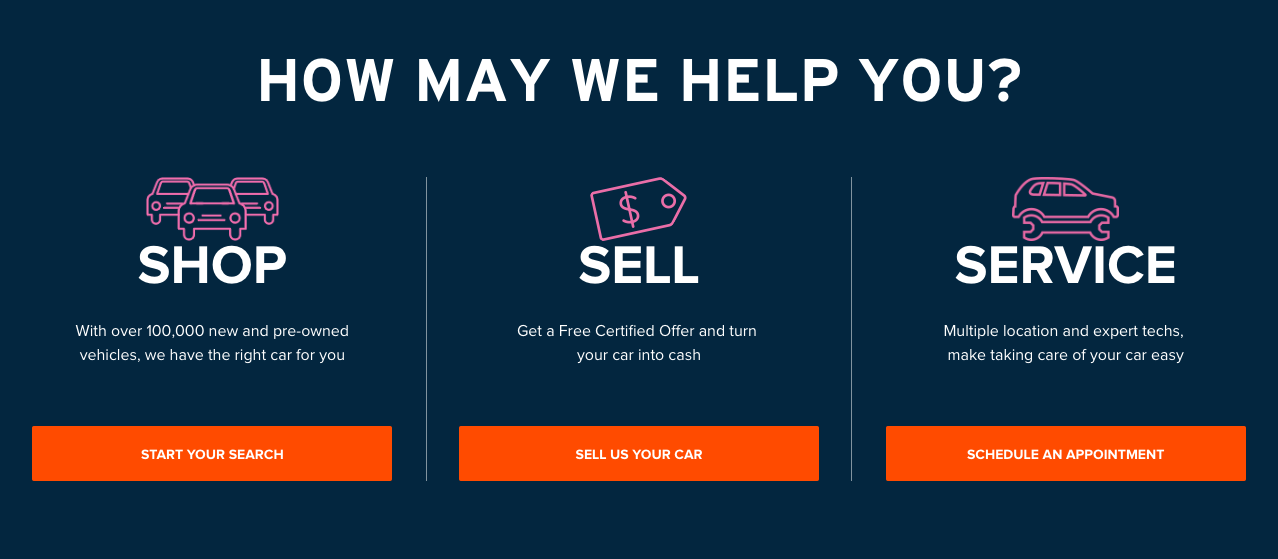 HOW MAY WE HELP YOU?
$
SHOP
With over 100,000 new and pre-owned
vehicles, we have the right car for you
START YOUR SEARCH
SELL
Get a Free Certified Offer and turn
your car into cash
SELL US YOUR CAR
SERVICE
Multiple location and expert techs,
make taking care of your car easy
SCHEDULE AN APPOINTMENT